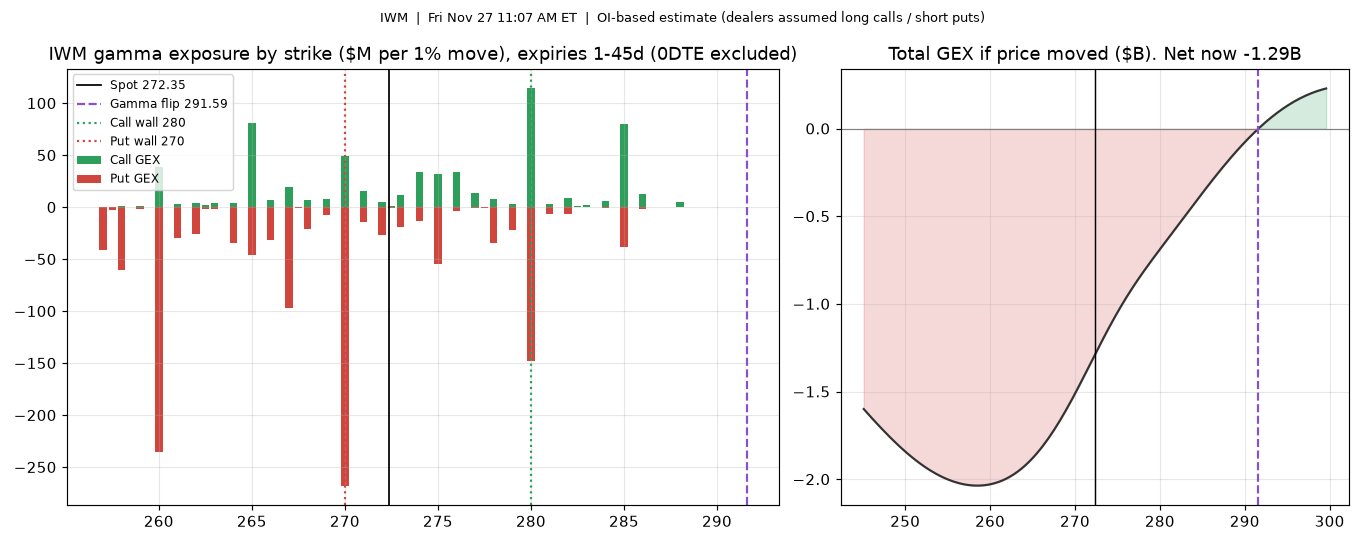 IWM | Fri Nov 27 11:07 AM ET | OI-based estimate (dealers assumed long calls / short puts)
IWM gamma exposure by strike ($M per 1% move), expiries 1-45d (0DTE excluded)
Spot 272.35
Gamma flip 291.59
Call wall 280
Put wall 270
Call GEX
Put GEX
100
50
0
−50
−100
−150
−200
−250
260
265
270
275
280
285
290
Total GEX if price moved ($B). Net now -1.29B
0.0
−0.5
−1.0
−1.5
−2.0
250
260
270
280
290
300